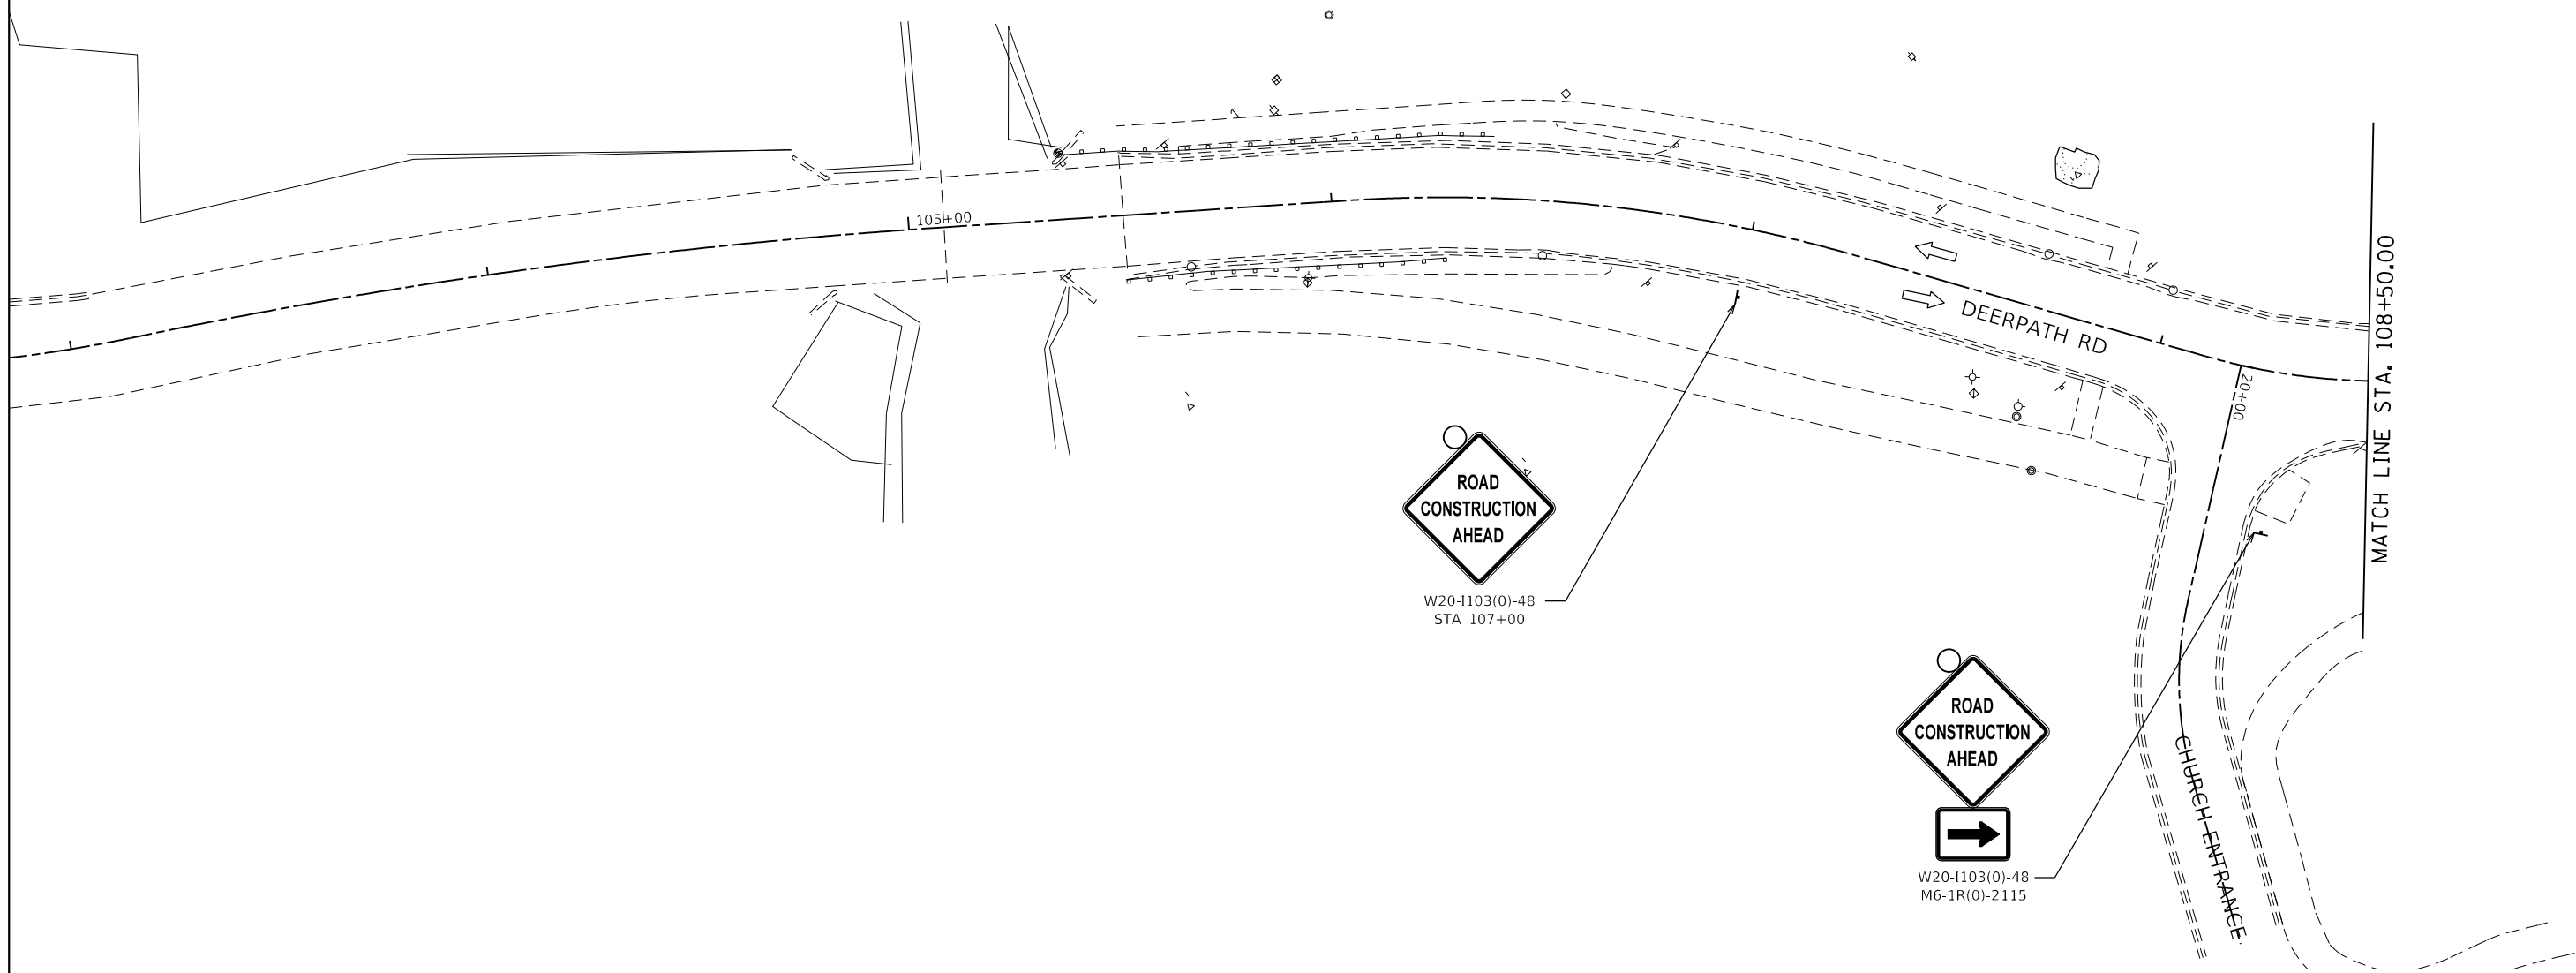 105+00
DEERPATH RD
20+00
MATCH LINE STA. 108+50.00
ROAD
CONSTRUCTION
AHEAD
W20-I103(0)-48
STA 107+00
ROAD
CONSTRUCTION
AHEAD
W20-I103(0)-48
M6-1R(0)-2115
CHURCH ENTRANCE